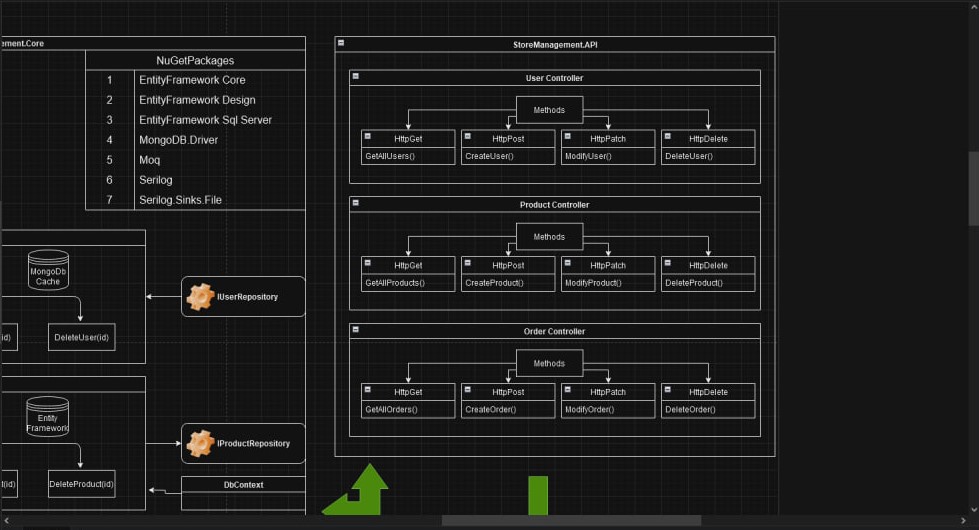 ement.Core
NuGetPackages
1 EntityFramework Core
2 EntityFramework Design
3 EntityFramework Sql Server
4 MongoDB.Driver
5 Moq
6 Serilog
7 Serilog.Sinks.File
MongoDb
Cache
id)
DeleteUser(id)
IUserRepository
Entity
Framework
t(id)
DeleteProduct(id)
IProductRepository
DbContext
StoreManagement.API
User Controller
Methods
HttpGet
GetAllUsers()
HttpPost
CreateUser()
HttpPatch
ModifyUser()
HttpDelete
DeleteUser()
Product Controller
Methods
HttpGet
GetAllProducts()
HttpPost
CreateProduct()
HttpPatch
ModifyProduct()
HttpDelete
DeleteProduct()
Order Controller
Methods
HttpGet
GetAllOrders()
HttpPost
CreateOrder()
HttpPatch
ModifyOrder()
HttpDelete
DeleteOrder()